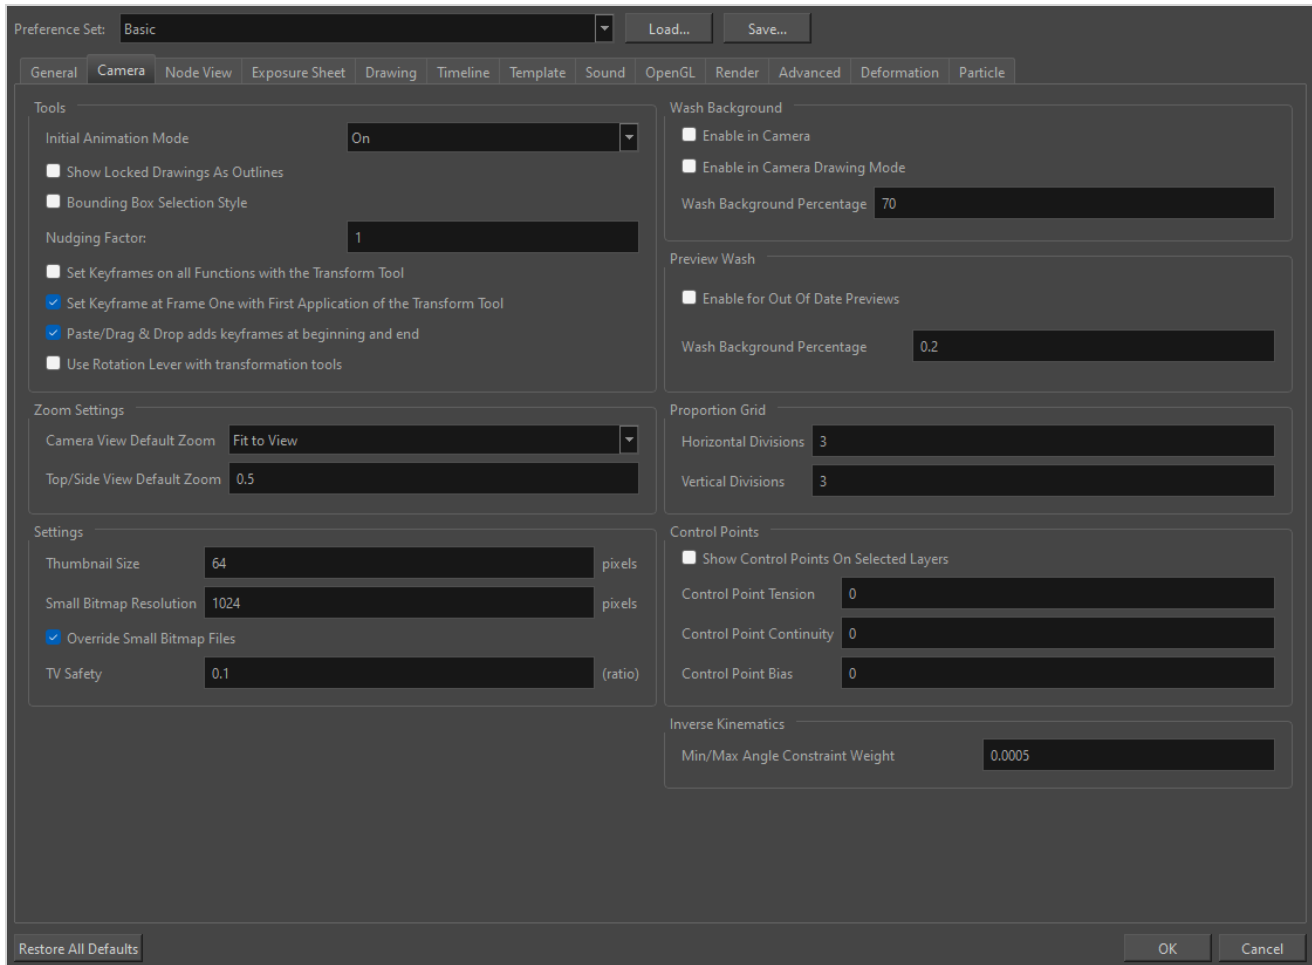 Preference Set: Basic Load... Save...
General Camera Node View Exposure Sheet Drawing Timeline Template Sound OpenGL Render Advanced Deformation Particle
Tools
Initial Animation Mode On
Show Locked Drawings As Outlines
Bounding Box Selection Style
Nudging Factor: 1
Set Keyframes on all Functions with the Transform Tool
Set Keyframe at Frame One with First Application of the Transform Tool
Paste/Drag & Drop adds keyframes at beginning and end
Use Rotation Lever with transformation tools
Zoom Settings
Camera View Default Zoom Fit to View
Top/Side View Default Zoom 0.5
Settings
Thumbnail Size 64 pixels
Small Bitmap Resolution 1024 pixels
Override Small Bitmap Files
TV Safety 0.1 (ratio)
Wash Background
Enable in Camera
Enable in Camera Drawing Mode
Wash Background Percentage 70
Preview Wash
Enable for Out Of Date Previews
Wash Background Percentage 0.2
Proportion Grid
Horizontal Divisions 3
Vertical Divisions 3
Control Points
Show Control Points On Selected Layers
Control Point Tension 0
Control Point Continuity 0
Control Point Bias 0
Inverse Kinematics
Min/Max Angle Constraint Weight 0.0005
Restore All Defaults OK Cancel